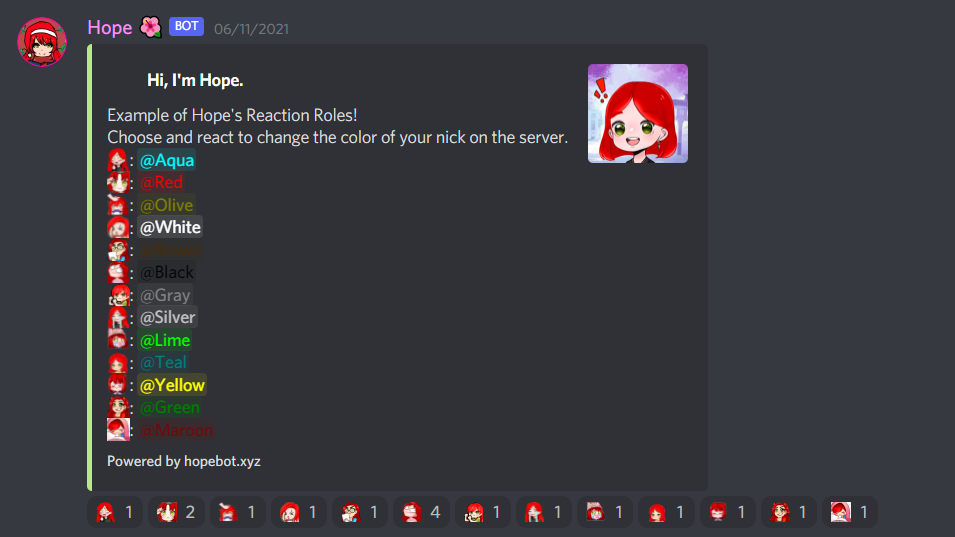 Hope BOT 06/11/2021
Hi, I'm Hope.
Example of Hope's Reaction Roles!
Choose and react to change the color of your nick on the server.
: @Aqua
: @Red
: @Olive
: @White
:
: @Black
: @Gray
: @Silver
: @Lime
: @Teal
: @Yellow
: @Green
: @Maroon
Powered by hopebot.xyz
1 2 1 1 1 4 1 1 1 1 1 1 1